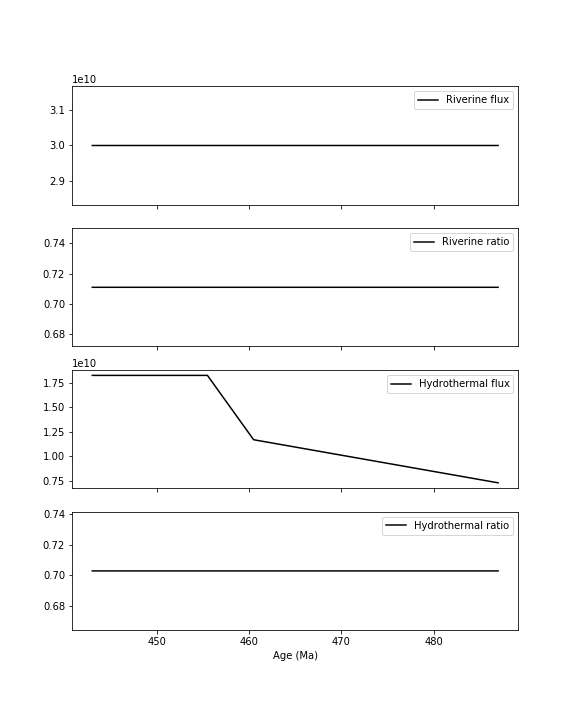 1e10
Riverine flux
3.1
3.0
2.9
Riverine ratio
0.74
0.72
0.70
0.68
1e10
Hydrothermal flux
1.75
1.50
1.25
1.00
0.75
Hydrothermal ratio
0.74
0.72
0.70
0.68
450 460 470 480
Age (Ma)